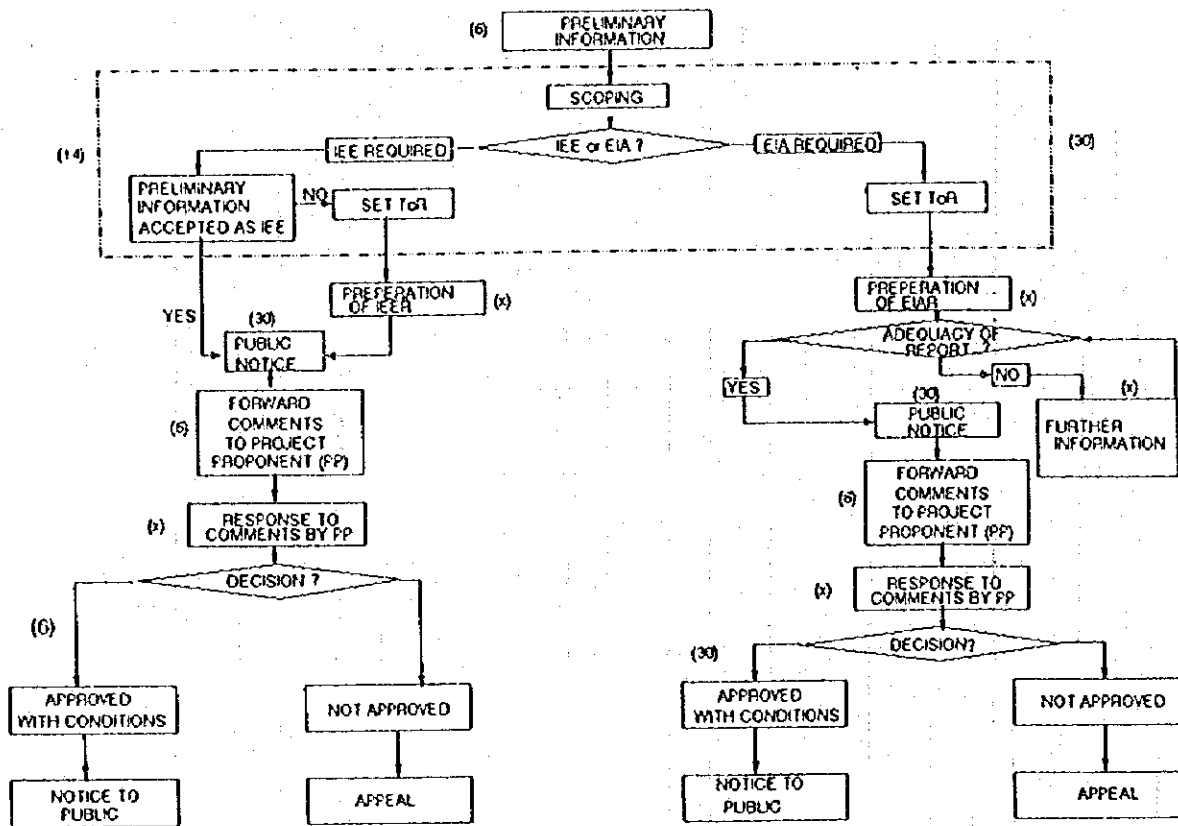 (6)
PRELIMINARY
INFORMATION
SCOPING
(14)
IEE REQUIRED
IEE or EIA ?
EIA REQUIRED
(30)
PRELIMINARY
INFORMATION
ACCEPTED AS IEE
NO
SET ToR
SET ToR
YES
PREPERATION
OF IEER
(x)
(30)
PUBLIC
NOTICE
PREPERATION
OF EIAR
(x)
ADEQUACY OF
REPORT ?
YES
NO
(x)
FURTHER
INFORMATION
(30)
PUBLIC
NOTICE
(6)
FORWARD
COMMENTS
TO PROJECT
PROPONENT (PP)
(6)
FORWARD
COMMENTS
TO PROJECT
PROPONENT (PP)
(x)
RESPONSE TO
COMMENTS BY PP
(x)
RESPONSE TO
COMMENTS BY PP
DECISION ?
DECISION?
(6)
(30)
APPROVED
WITH CONDITIONS
NOT APPROVED
APPROVED
WITH CONDITIONS
NOT APPROVED
NOTICE TO
PUBLIC
APPEAL
NOTICE TO
PUBLIC
APPEAL